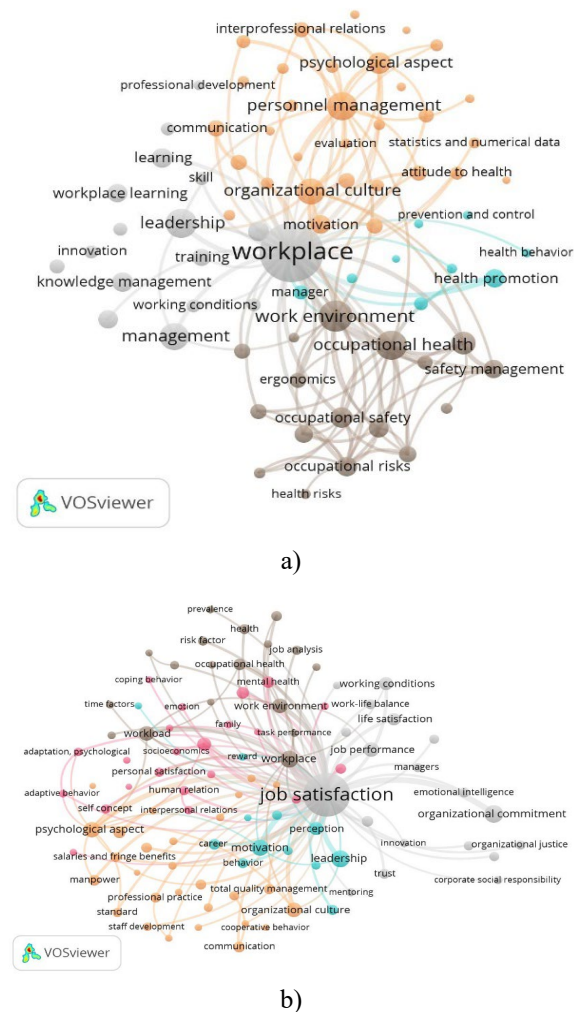 interprofessional relations
psychological aspect
professional development
personnel management
communication
evaluation
statistics and numerical data
learning
skill
attitude to health
workplace learning
organizational culture
leadership
motivation
prevention and control
innovation
training
workplace
health behavior
knowledge management
manager
health promotion
working conditions
work environment
management
occupational health
ergonomics
safety management
occupational safety
occupational risks
health risks
VOSviewer
a)
prevalence
risk factor
health
job analysis
occupational health
coping behavior
mental health
working conditions
time factors
emotion
work environment
work-life balance
family
life satisfaction
workload
task performance
adaptation, psychological
socioeconomics
reward
workplace
job performance
personal satisfaction
managers
adaptive behavior
human relation
job satisfaction
emotional intelligence
self concept
interpersonal relations
organizational commitment
psychological aspect
perception
career
motivation
innovation
organizational justice
salaries and fringe benefits
behavior
leadership
trust
manpower
total quality management
mentoring
corporate social responsibility
professional practice
standard
organizational culture
staff development
cooperative behavior
communication
VOSviewer
b)